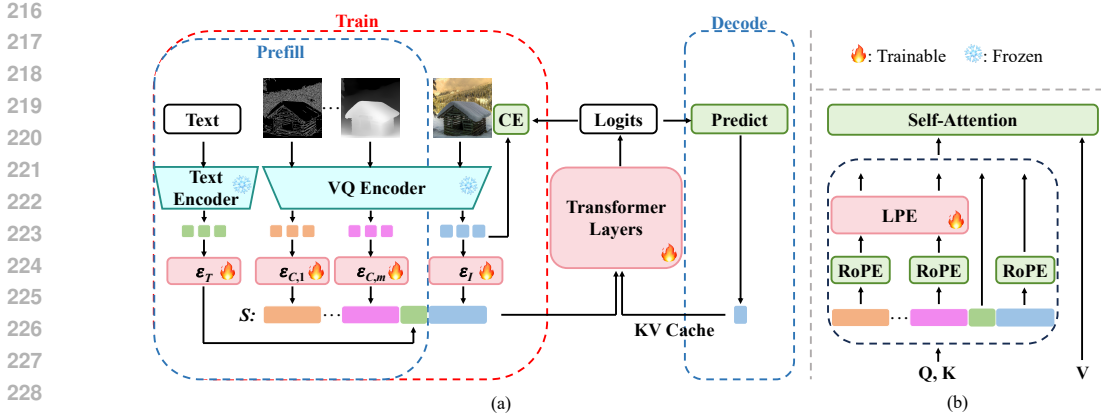 216
217
218
219
220
221
222
223
224
225
226
227
228
Train
Prefill
Decode
🔥: Trainable ❄: Frozen
Text
...
CE
Logits
Predict
Self-Attention
Text
Encoder
VQ Encoder
Transformer
Layers
LPE
ε_T
ε_C,1
ε_C,m
ε_I
RoPE
RoPE
RoPE
S:
...
...
KV Cache
Q, K
V
(a)
(b)